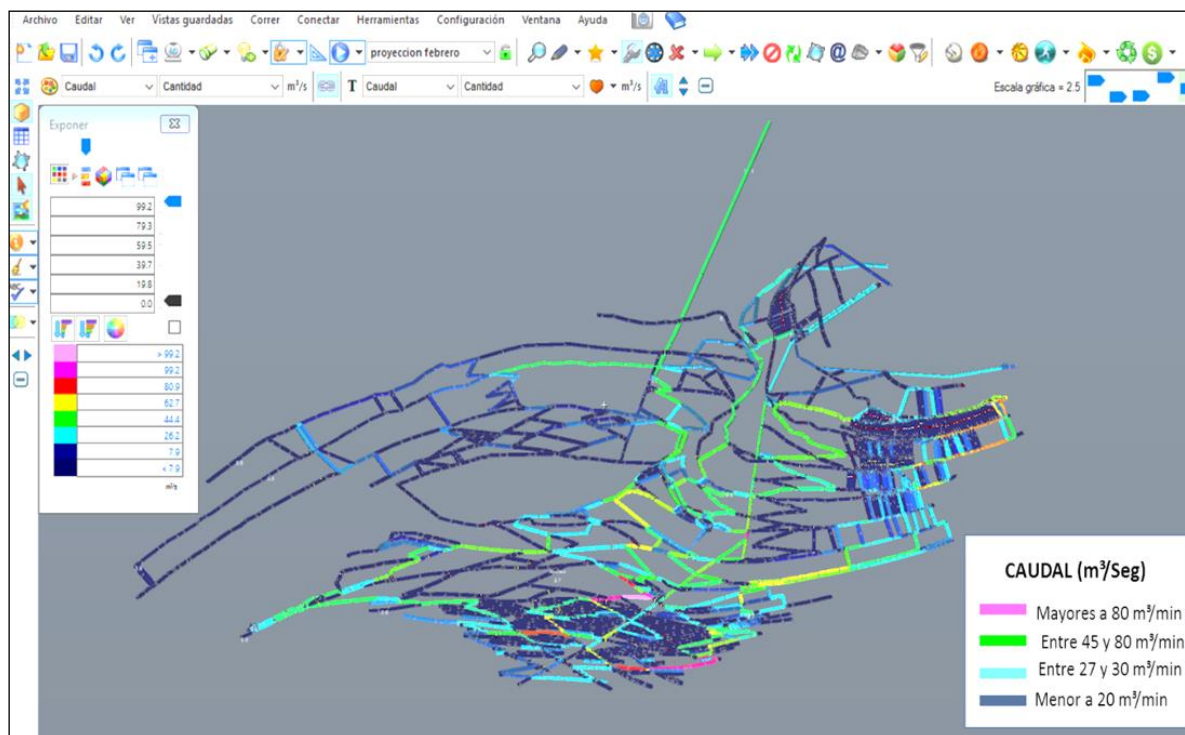 Archivo Editar Ver Vistas guardadas Correr Conectar Herramientas Configuración Ventana Ayuda
proyeccion febrero
Caudal Cantidad m³/s T Caudal Cantidad m³/s Escala gráfica = 2.5
Exponer
99.2
79.3
59.5
39.7
19.8
0.0
> 99.2
99.2
80.9
62.7
44.4
26.2
7.9
< 7.9
m³/s
CAUDAL (m³/Seg)
Mayores a 80 m³/min
Entre 45 y 80 m³/min
Entre 27 y 30 m³/min
Menor a 20 m³/min